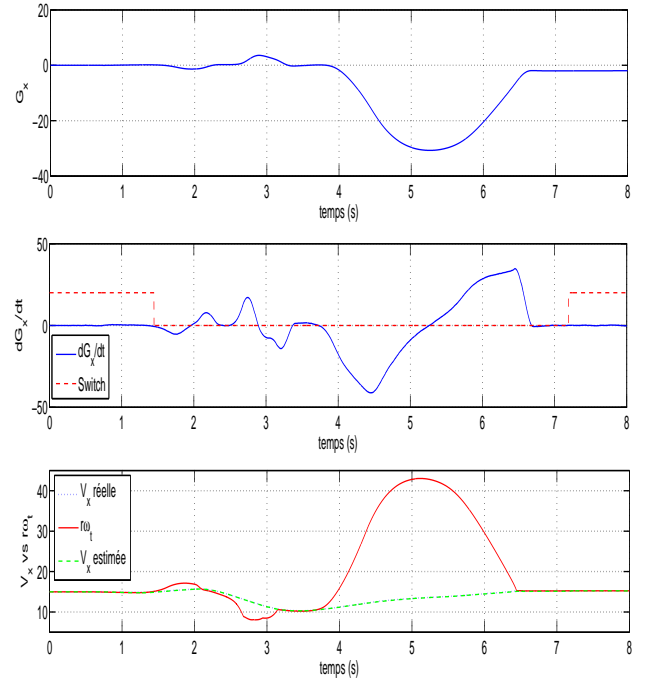 20
0
−20
−40
G_x
0 1 2 3 4 5 6 7 8
temps (s)
50
0
−50
dG_x/dt
dG_x/dt
Switch
0 1 2 3 4 5 6 7 8
temps (s)
40
30
20
10
V_x vs rω_t
V_x réelle
rω_t
V_x estimée
0 1 2 3 4 5 6 7 8
temps (s)